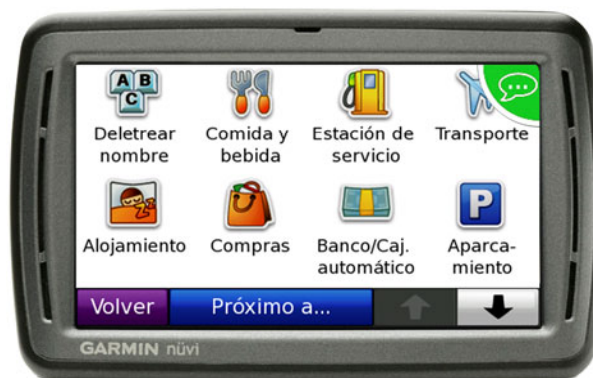 A B
C
Deletrear
nombre
Comida y
bebida
Estación de
servicio
Transporte
Alojamiento
Compras
Banco/Caj.
automático
P
Aparca-
miento
Volver
Próximo a...
GARMIN nüvi